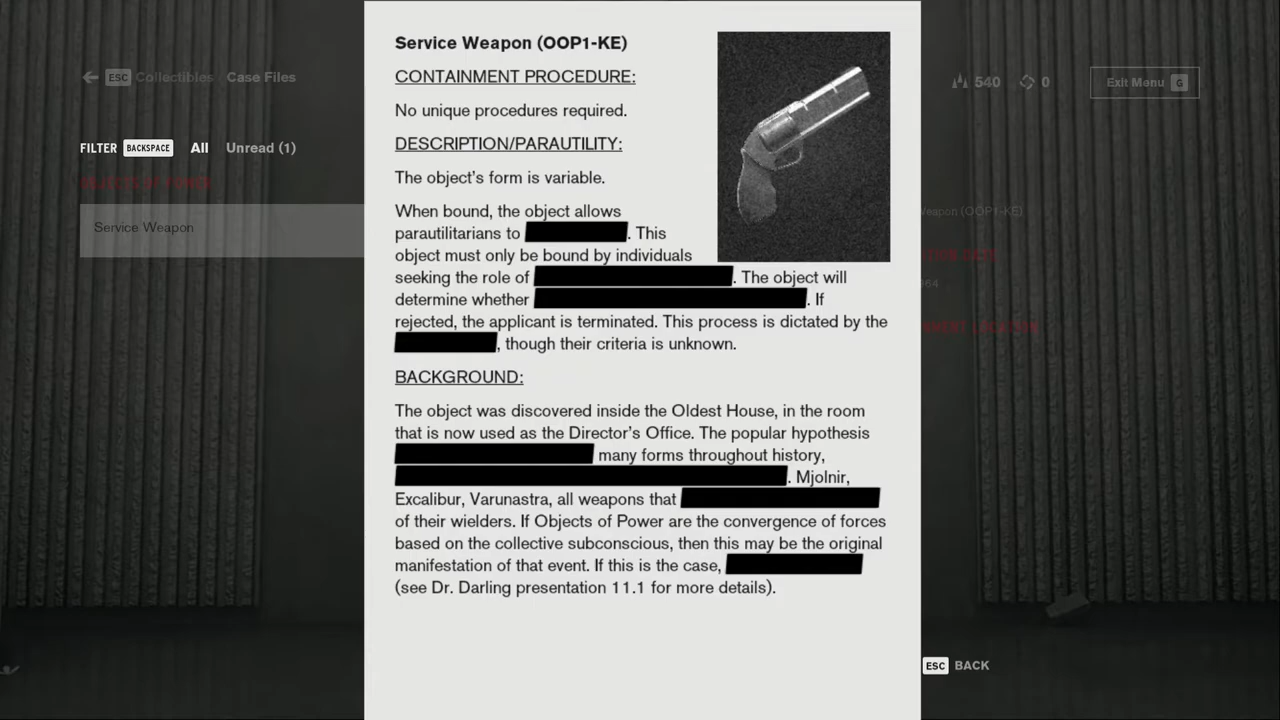 ESC Collectibles Case Files
FILTER BACKSPACE All Unread (1)
OBJECTS OF POWER
Service Weapon
Service Weapon (OOP1-KE)
CONTAINMENT PROCEDURE:
No unique procedures required.
DESCRIPTION/PARAUTILITY:
The object's form is variable.
When bound, the object allows
parautilitarians to . This
object must only be bound by individuals
seeking the role of . The object will
determine whether . If
rejected, the applicant is terminated. This process is dictated by the
, though their criteria is unknown.
BACKGROUND:
The object was discovered inside the Oldest House, in the room
that is now used as the Director's Office. The popular hypothesis
many forms throughout history,
. Mjolnir,
Excalibur, Varunastra, all weapons that
of their wielders. If Objects of Power are the convergence of forces
based on the collective subconscious, then this may be the original
manifestation of that event. If this is the case,
(see Dr. Darling presentation 11.1 for more details).
540 0
Exit Menu G
Weapon (OOP1-KE)
64
ESC BACK